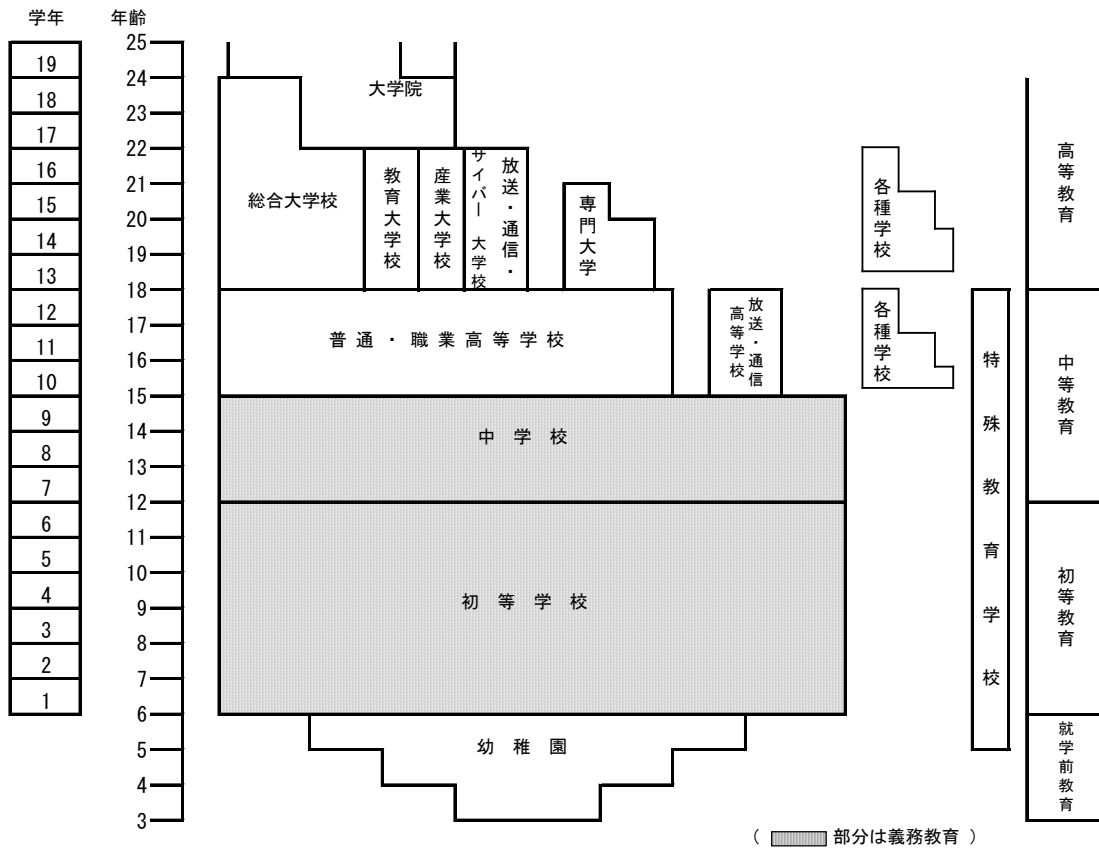 学年
年齢
19
18
17
16
15
14
13
12
11
10
9
8
7
6
5
4
3
2
1
25
24
23
22
21
20
19
18
17
16
15
14
13
12
11
10
9
8
7
6
5
4
3
大学院
総合大学校
教育大学校
産業大学校
放送・通信・
サイバー大学校
専門大学
各種学校
高等教育
普通・職業高等学校
放送・通信
高等学校
各種学校
特殊教育学校
中等教育
中学校
初等学校
初等教育
幼稚園
就学前教育
( 部分は義務教育 )